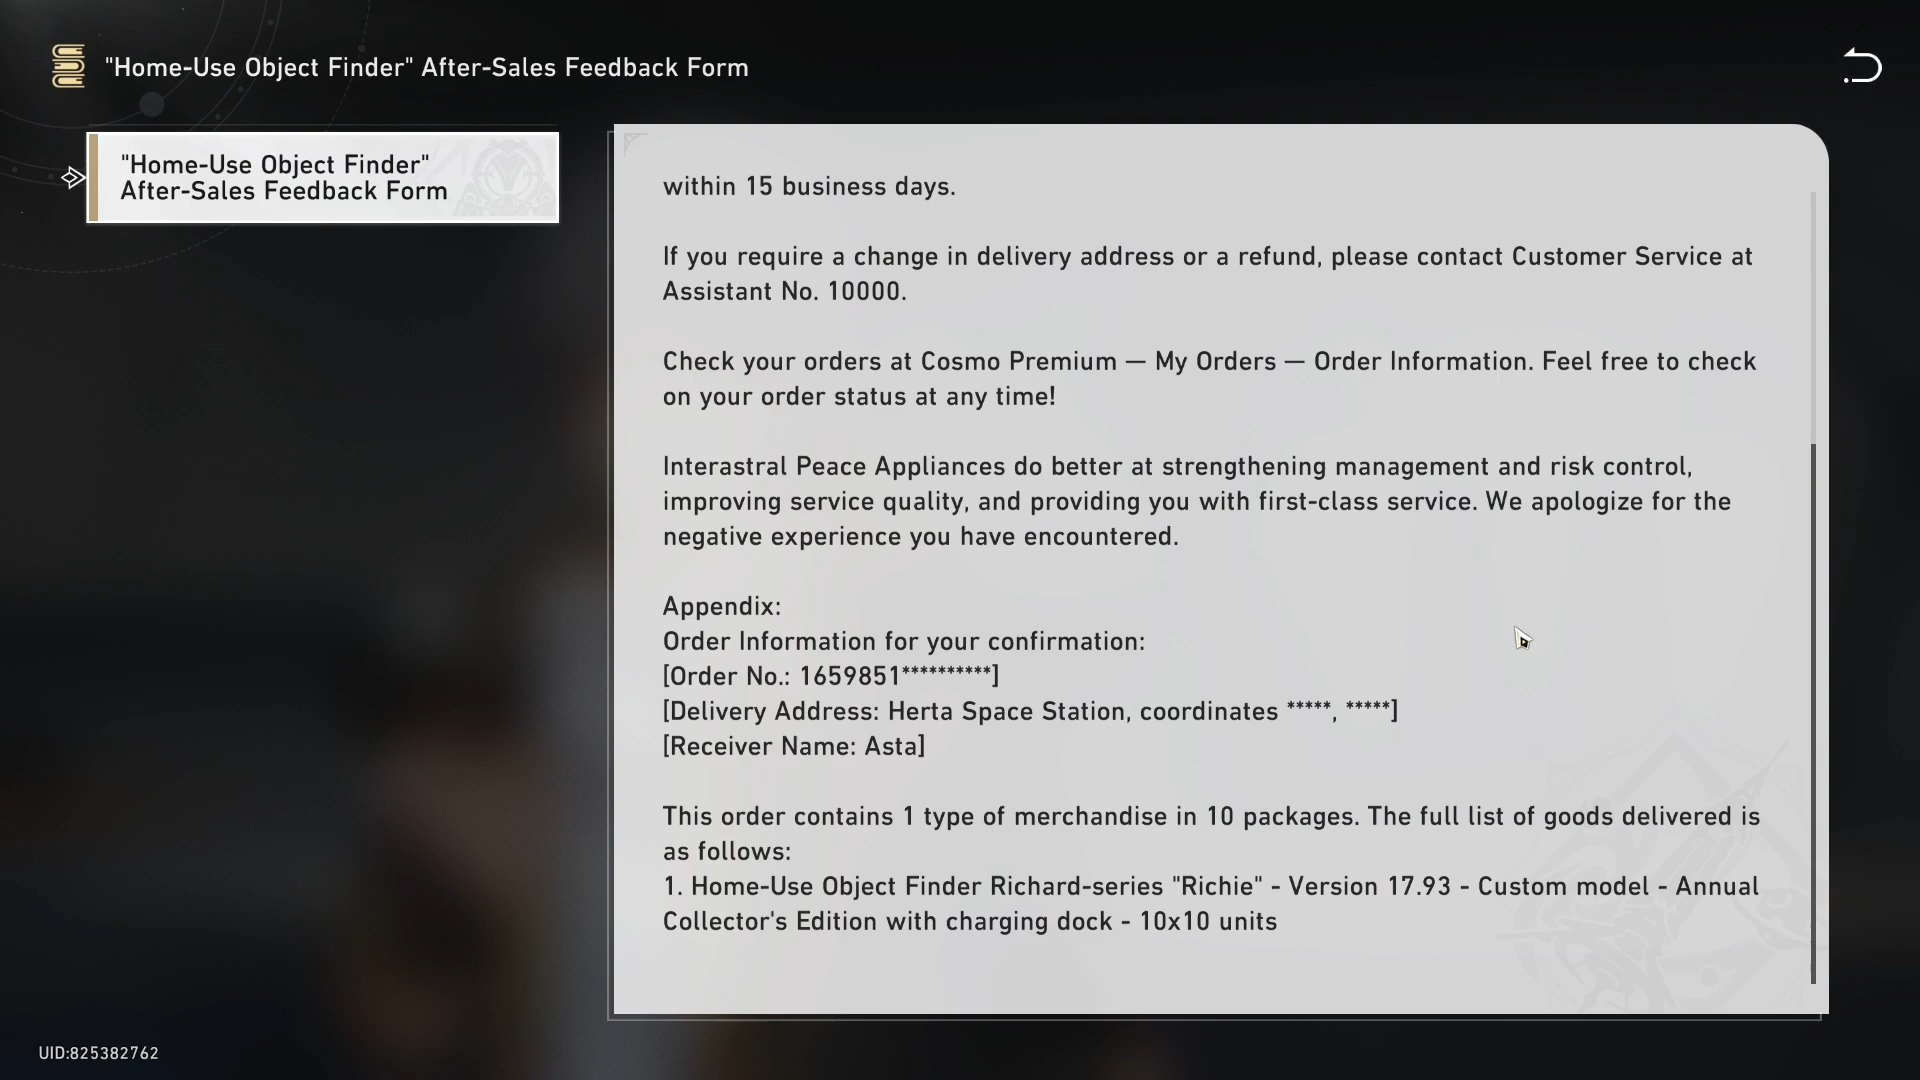 "Home-Use Object Finder" After-Sales Feedback Form
"Home-Use Object Finder"
After-Sales Feedback Form
within 15 business days.
If you require a change in delivery address or a refund, please contact Customer Service at
Assistant No. 10000.
Check your orders at Cosmo Premium — My Orders — Order Information. Feel free to check
on your order status at any time!
Interastral Peace Appliances do better at strengthening management and risk control,
improving service quality, and providing you with first-class service. We apologize for the
negative experience you have encountered.
Appendix:
Order Information for your confirmation:
[Order No.: 1659851**********]
[Delivery Address: Herta Space Station, coordinates *****, *****]
[Receiver Name: Asta]
This order contains 1 type of merchandise in 10 packages. The full list of goods delivered is
as follows:
1. Home-Use Object Finder Richard-series "Richie" - Version 17.93 - Custom model - Annual
Collector's Edition with charging dock - 10x10 units
UID:825382762